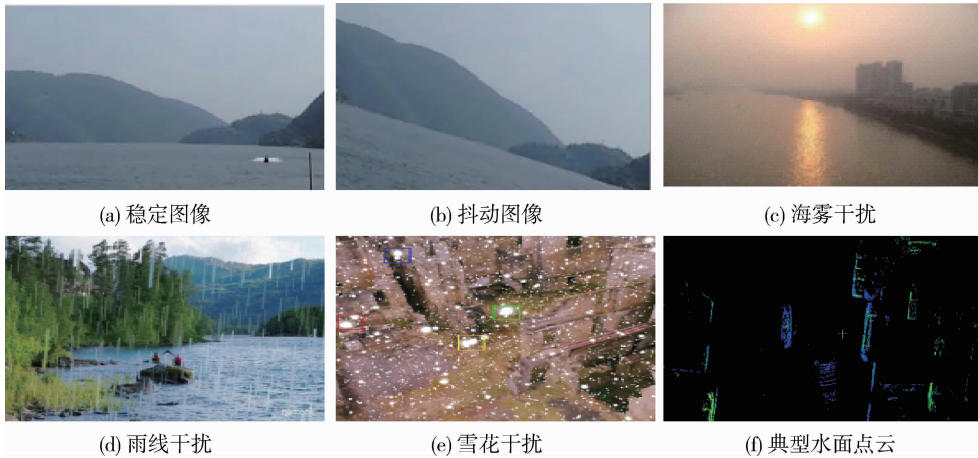 (a) 稳定图像
(b) 抖动图像
(c) 海雾干扰
(d) 雨线干扰
(e) 雪花干扰
(f) 典型水面点云